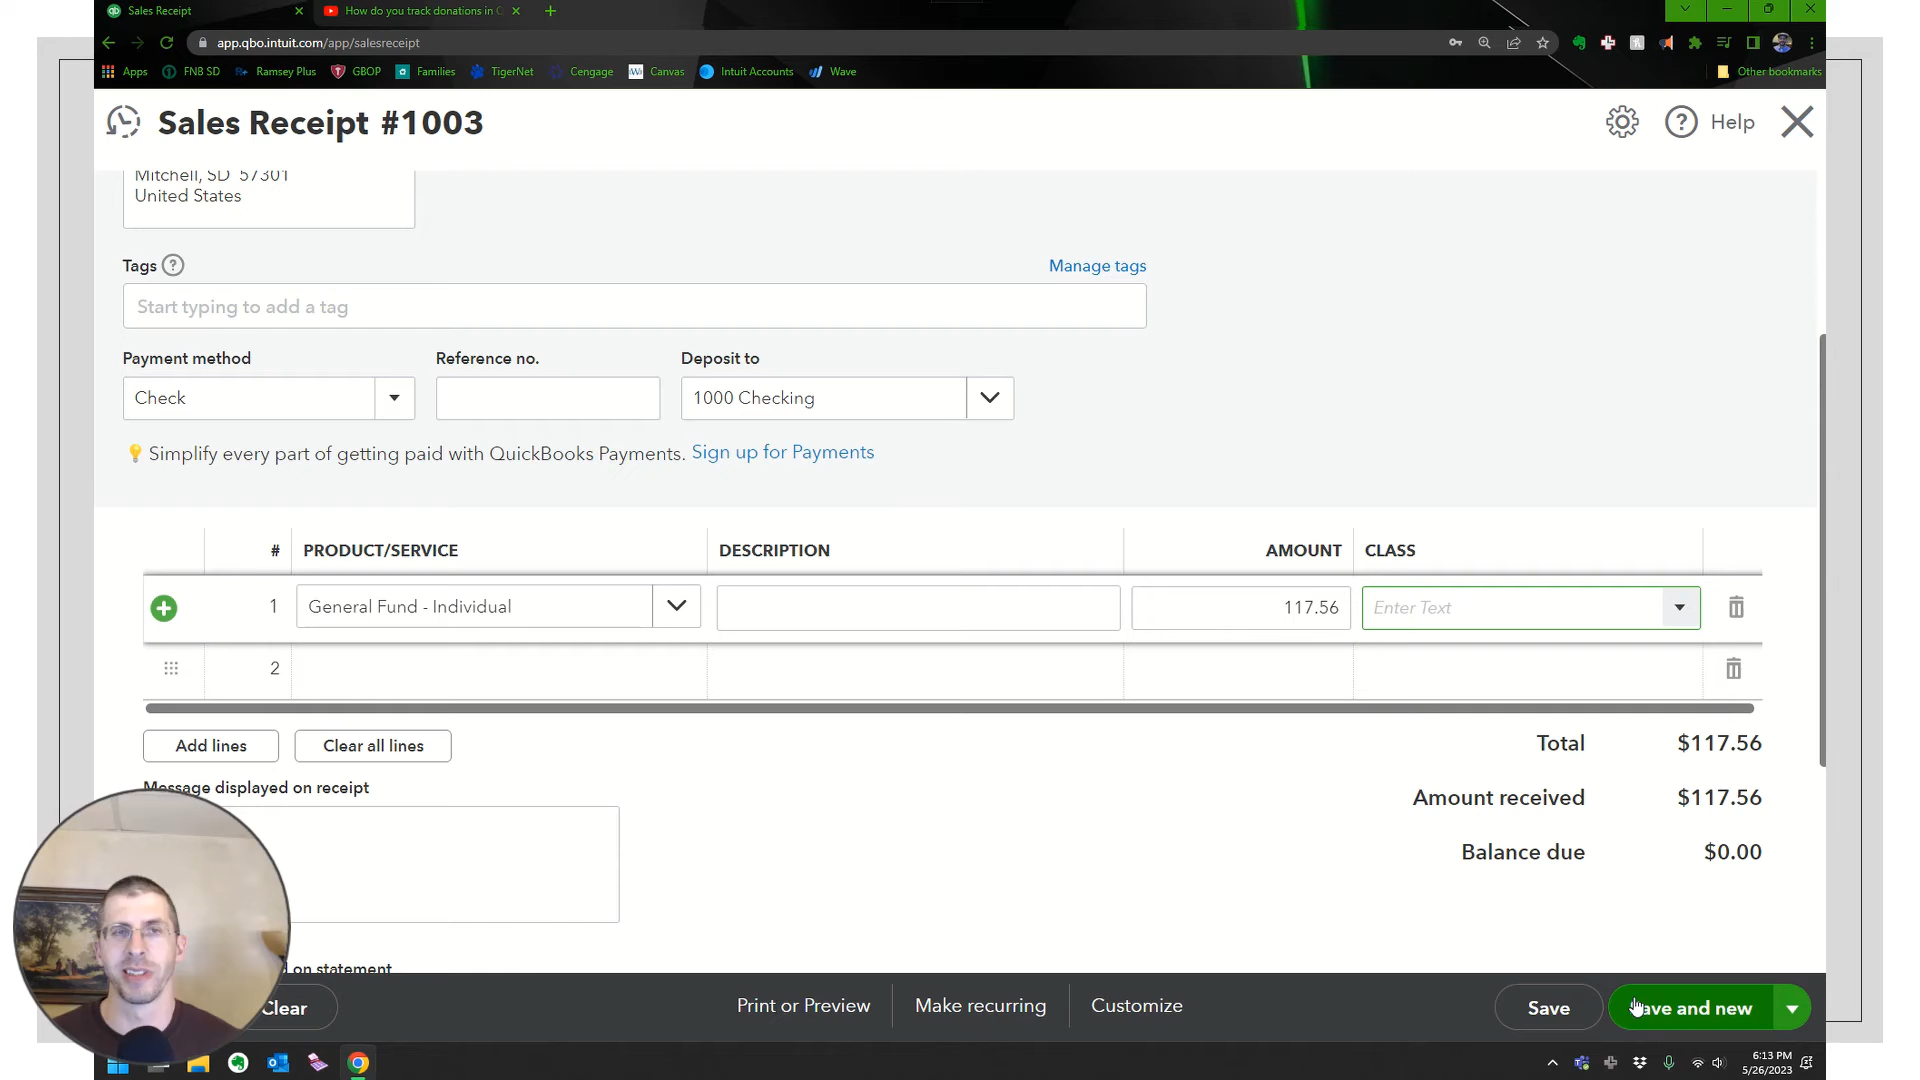 Sales Receipt
How do you track donations in
app.qbo.intuit.com/app/salesreceipt
Apps FNB SD Ramsey Plus GBOP Families TigerNet Cengage Canvas Intuit Accounts Wave Other bookmarks
Sales Receipt #1003
Help
Mitchell, SD 57301
United States
Tags
Manage tags
Start typing to add a tag
Payment method Reference no. Deposit to
Check 1000 Checking
Simplify every part of getting paid with QuickBooks Payments. Sign up for Payments
# PRODUCT/SERVICE DESCRIPTION AMOUNT CLASS
1 General Fund - Individual 117.56 Enter Text
2
Add lines Clear all lines
Total $117.56
Message displayed on receipt
Amount received $117.56
Balance due $0.00
on statement
Clear Print or Preview Make recurring Customize Save Save and new
6:13 PM
5/26/2023